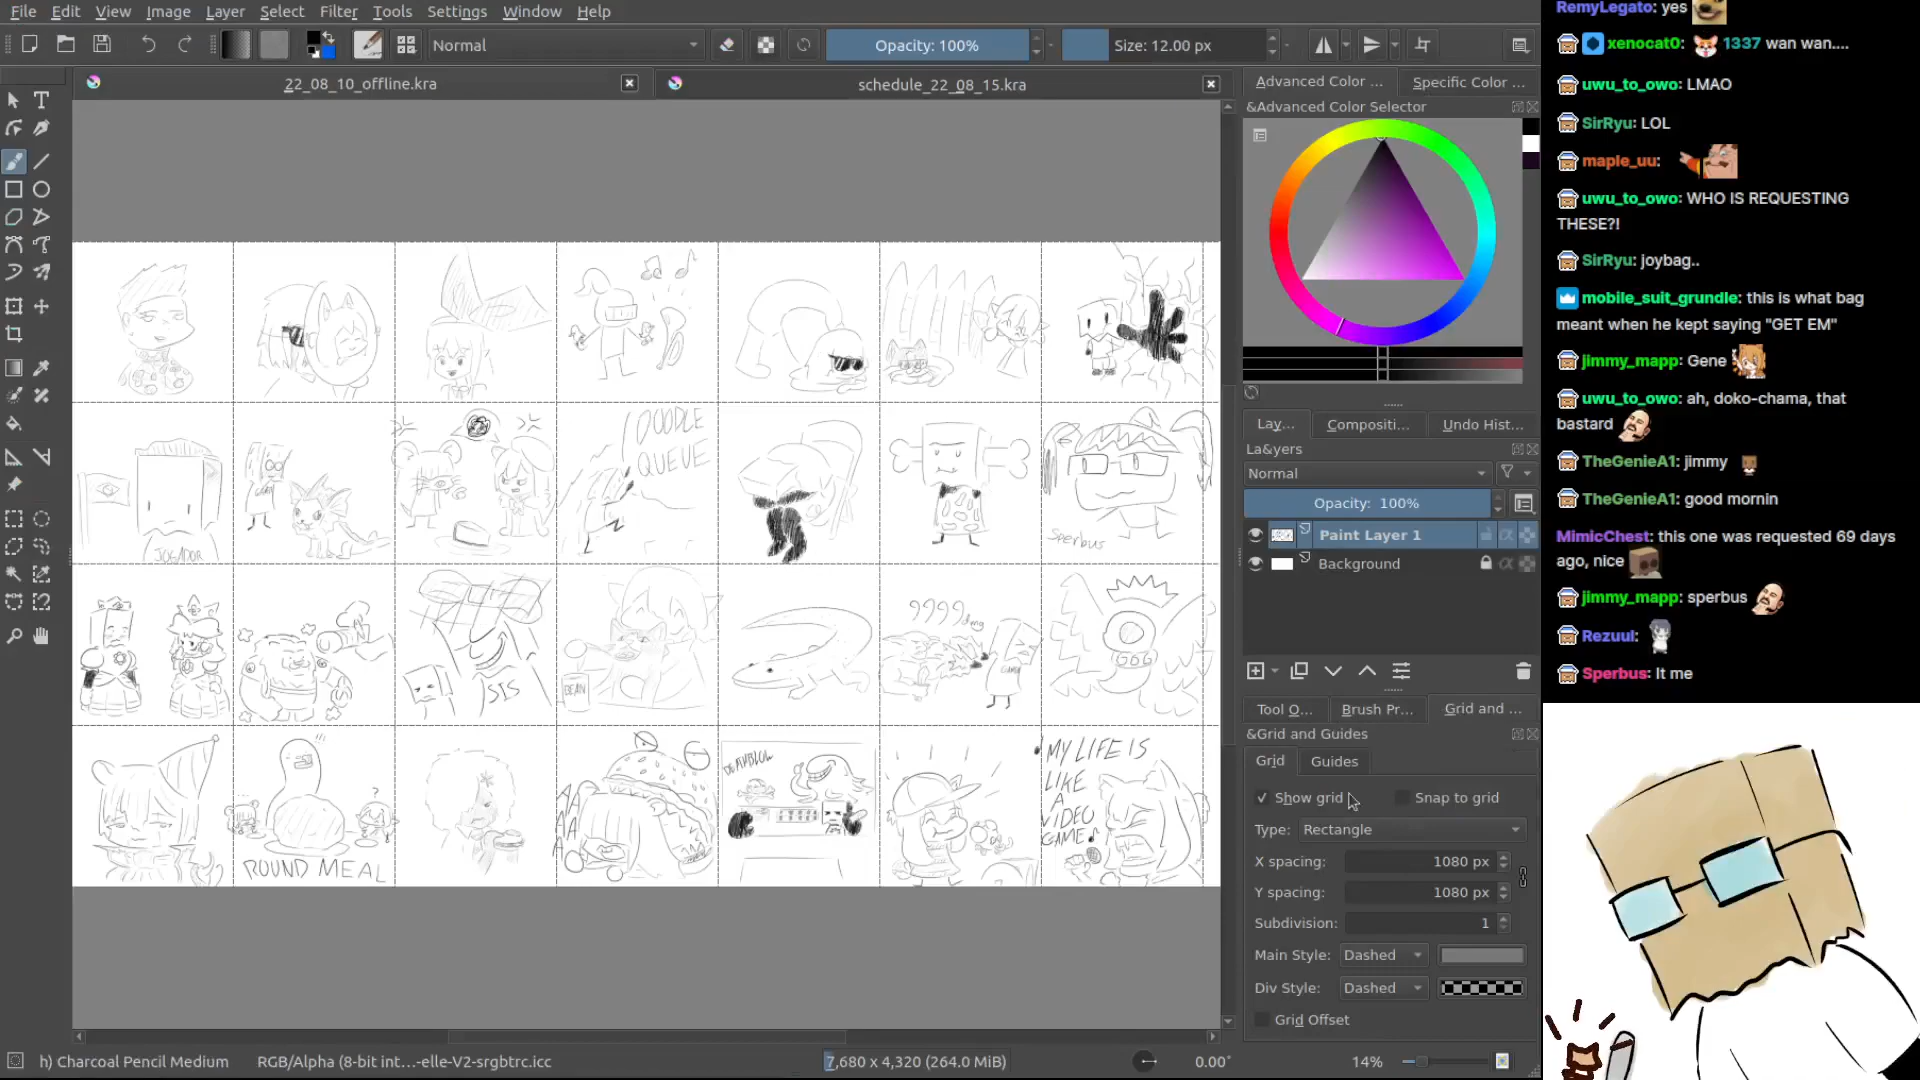 File Edit View Image Layer Select Filter Tools Settings Window Help
Normal
Opacity: 100%
Size: 12.00 px
22_08_10_offline.kra
schedule_22_08_15.kra
Advanced Color ...
Specific Color ...
&Advanced Color Selector
DOODLE
QUEUE
JOGADOR
Sperbus
SIS
BEAN
666
ROUND MEAL
MY LIFE IS
LIKE
A
VIDEO
GAME
Lay...
Compositi...
Undo Hist...
La&yers
Normal
Opacity: 100%
Paint Layer 1
Background
Tool O...
Brush Pr...
Grid and ...
&Grid and Guides
Grid
Guides
Show grid
Snap to grid
Type: Rectangle
X spacing: 1080 px
Y spacing: 1080 px
Subdivision: 1
Main Style: Dashed
Div Style: Dashed
Grid Offset
h) Charcoal Pencil Medium
RGB/Alpha (8-bit int...-elle-V2-srgbtrc.icc
7,680 x 4,320 (264.0 MiB)
0.00°
14%
RemyLegato: yes
xenocat0: 1337 wan wan....
uwu_to_owo: LMAO
SirRyu: LOL
maple_uu:
uwu_to_owo: WHO IS REQUESTING
THESE?!
SirRyu: joybag..
mobile_suit_grundle: this is what bag
meant when he kept saying "GET EM"
jimmy_mapp: Gene
uwu_to_owo: ah, doko-chama, that
bastard
TheGenieA1: jimmy
TheGenieA1: good mornin
MimicChest: this one was requested 69 days
ago, nice
jimmy_mapp: sperbus
Rezuul:
Sperbus: It me